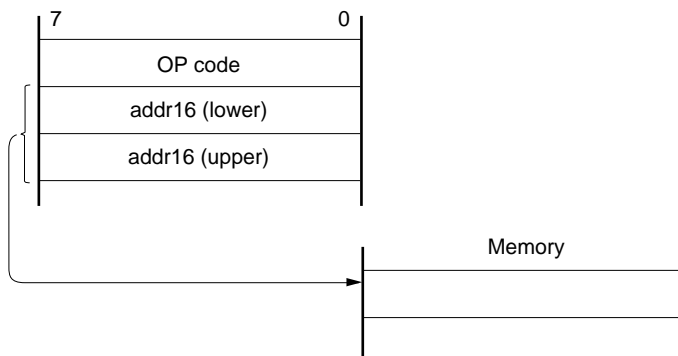 7 0
OP code
addr16 (lower)
addr16 (upper)
Memory